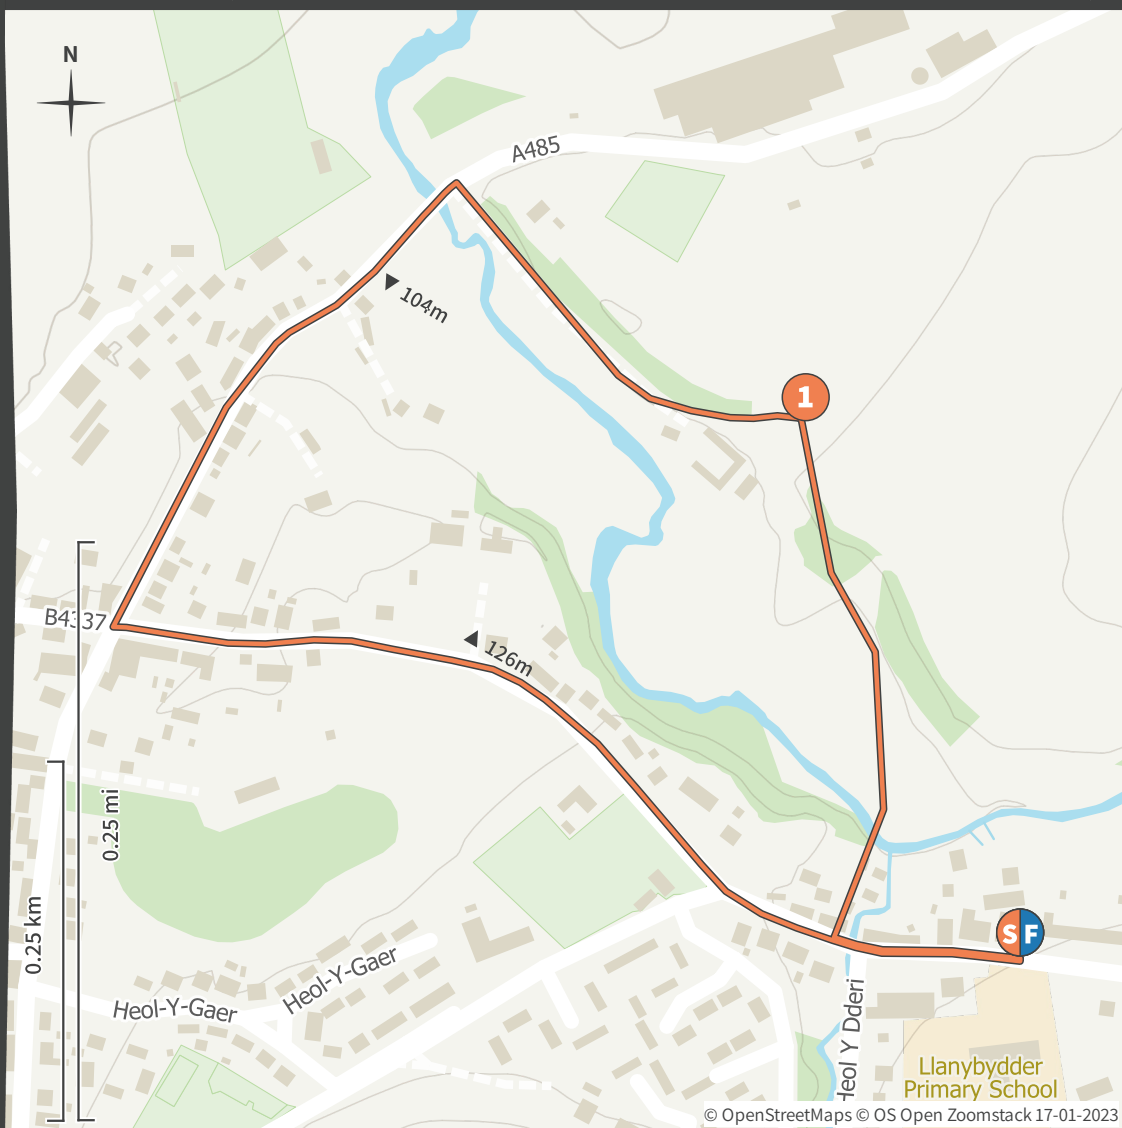 N
A485
104m
1
B4337
126m
0.25 mi
0.25 km
S F
Heol-Y-Gaer
Heol-Y-Gaer
Heol Y Dderi
Llanybydder
Primary School
© OpenStreetMaps © OS Open Zoomstack 17-01-2023